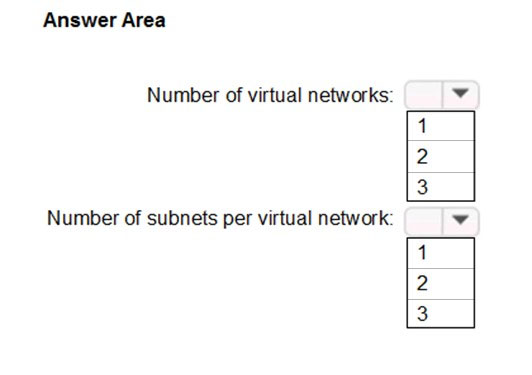 Answer Area
Number of virtual networks:
1
2
3
Number of subnets per virtual network:
1
2
3